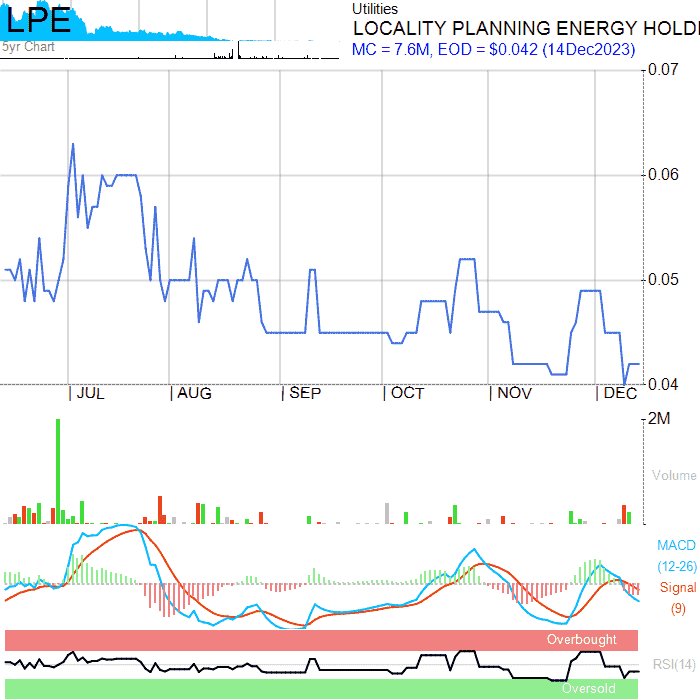 LPE
5yr Chart
Utilities
LOCALITY PLANNING ENERGY HOLDI
MC = 7.6M, EOD = $0.042 (14Dec2023)
0.07
0.06
0.05
0.04
JUL AUG SEP OCT NOV DEC
2M
Volume
MACD
(12-26)
Signal
(9)
Overbought
RSI(14)
Oversold